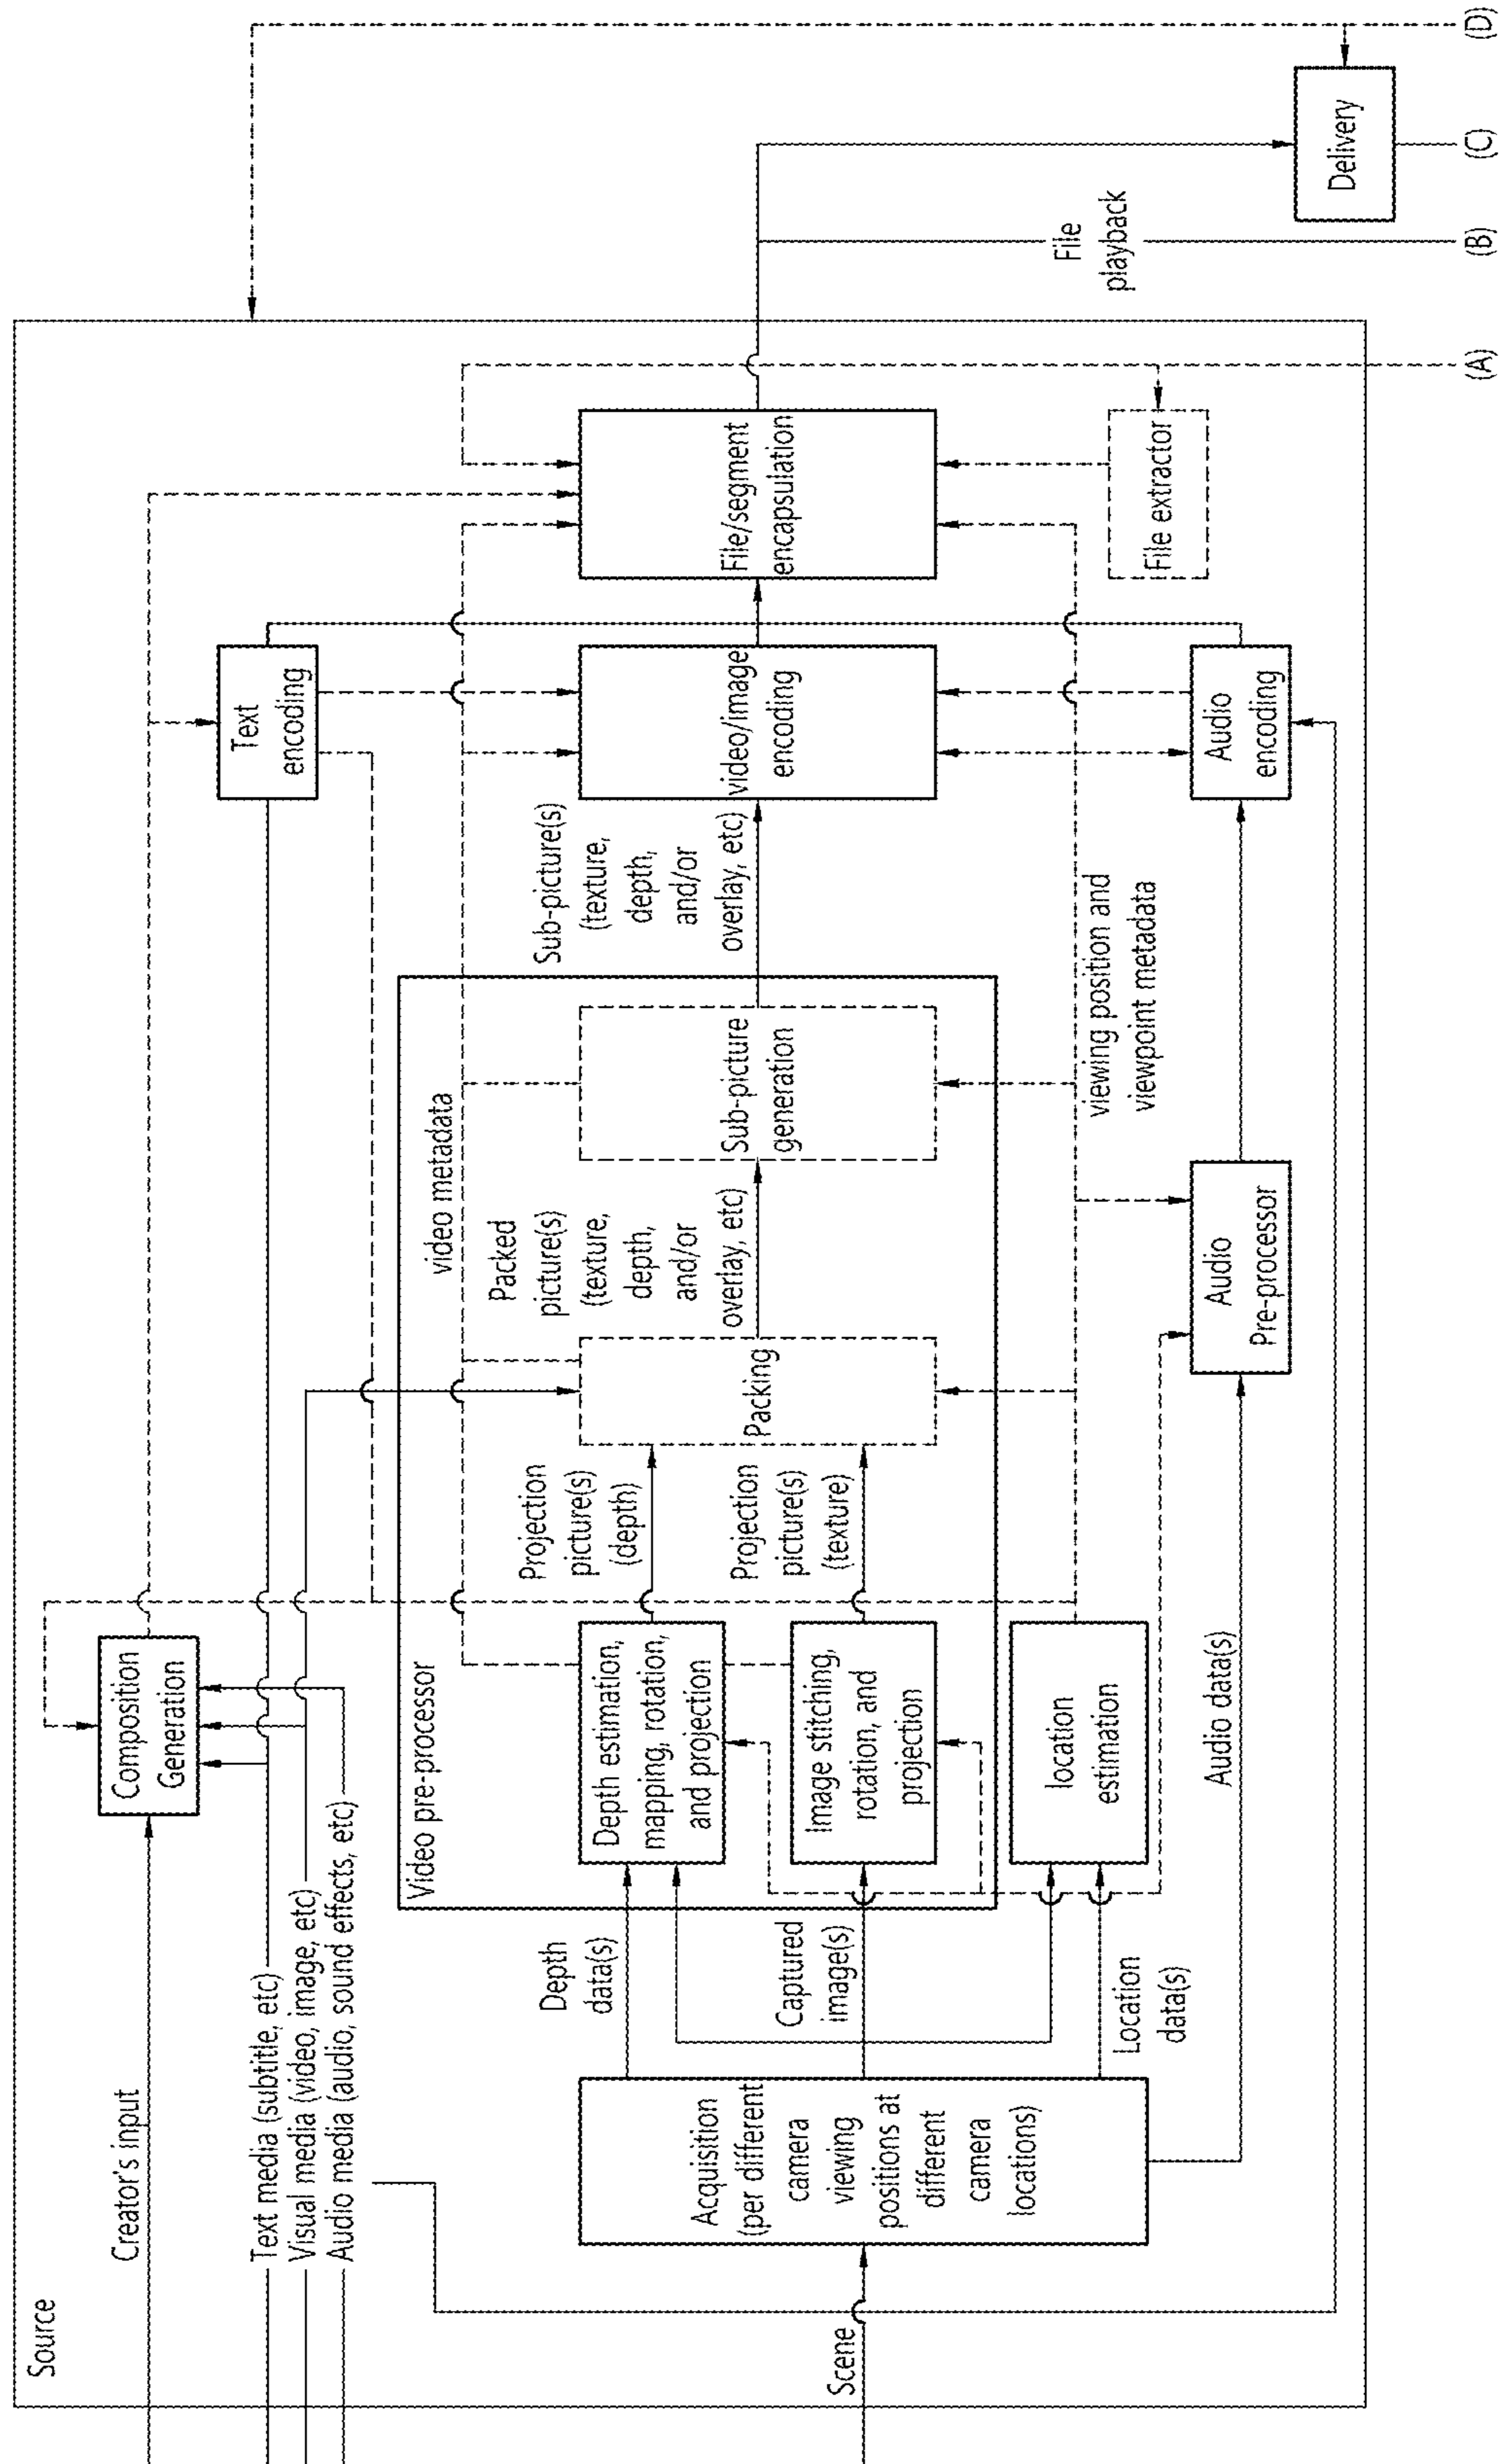 Source
Creator's input
Text media (subtitle, etc)
Visual media (video, image, etc)
Audio media (audio, sound effects, etc)
Composition
Generation
Text
encoding
Scene
Acquisition
(per different
camera
viewing
positions at
different
camera
locations)
Depth
data(s)
Captured
image(s)
Location
data(s)
Audio data(s)
Video pre-processor
Depth estimation,
mapping, rotation,
and projection
Image stitching,
rotation, and
projection
location
estimation
Projection
picture(s)
(depth)
Projection
picture(s)
(texture)
Packing
video metadata
Packed
picture(s)
(texture,
depth,
and/or
overlay, etc)
Sub-picture
generation
Sub-picture(s)
(texture,
depth,
and/or
overlay, etc)
viewing position and
viewpoint metadata
Audio
Pre-processor
video/image
encoding
Audio
encoding
File/segment
encapsulation
File extractor
File
playback
Delivery
(A)
(B)
(C)
(D)